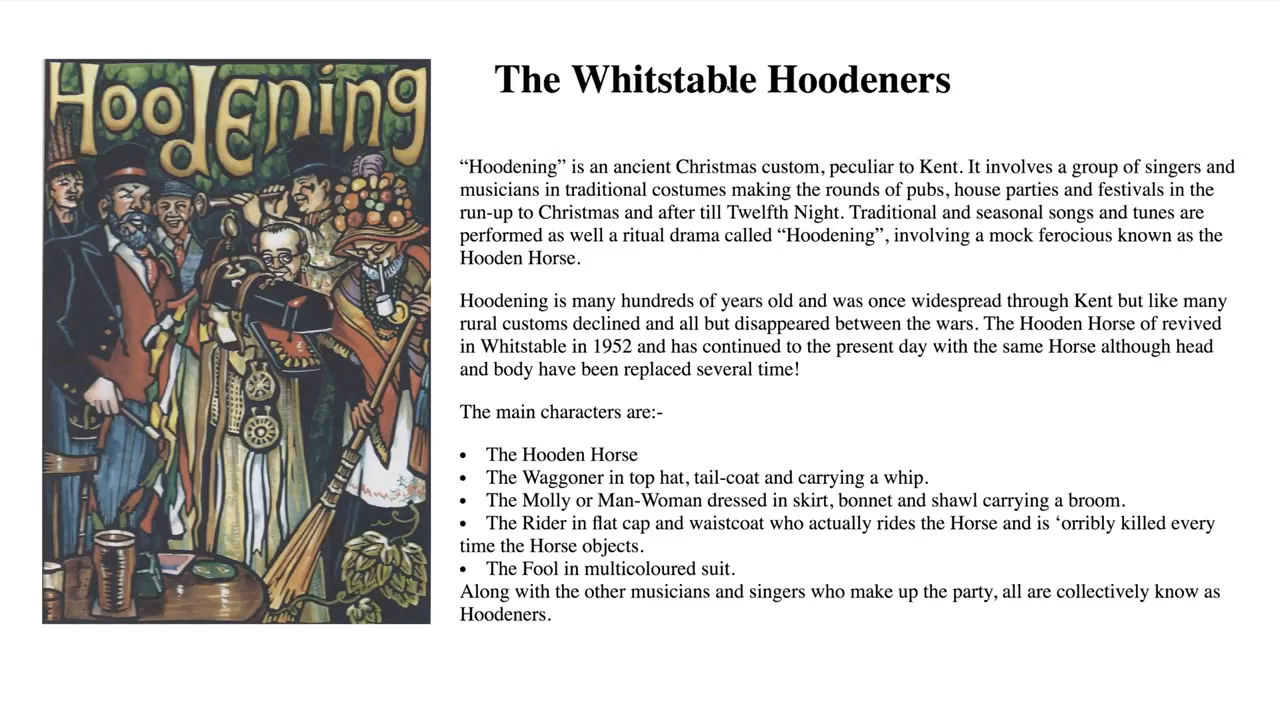 Hoodening
The Whitstable Hoodeners
“Hoodening” is an ancient Christmas custom, peculiar to Kent. It involves a group of singers and
musicians in traditional costumes making the rounds of pubs, house parties and festivals in the
run-up to Christmas and after till Twelfth Night. Traditional and seasonal songs and tunes are
performed as well a ritual drama called “Hoodening”, involving a mock ferocious known as the
Hooden Horse.
Hoodening is many hundreds of years old and was once widespread through Kent but like many
rural customs declined and all but disappeared between the wars. The Hooden Horse of revived
in Whitstable in 1952 and has continued to the present day with the same Horse although head
and body have been replaced several time!
The main characters are:-
• The Hooden Horse
• The Waggoner in top hat, tail-coat and carrying a whip.
• The Molly or Man-Woman dressed in skirt, bonnet and shawl carrying a broom.
• The Rider in flat cap and waistcoat who actually rides the Horse and is ‘orribly killed every
time the Horse objects.
• The Fool in multicoloured suit.
Along with the other musicians and singers who make up the party, all are collectively know as
Hoodeners.